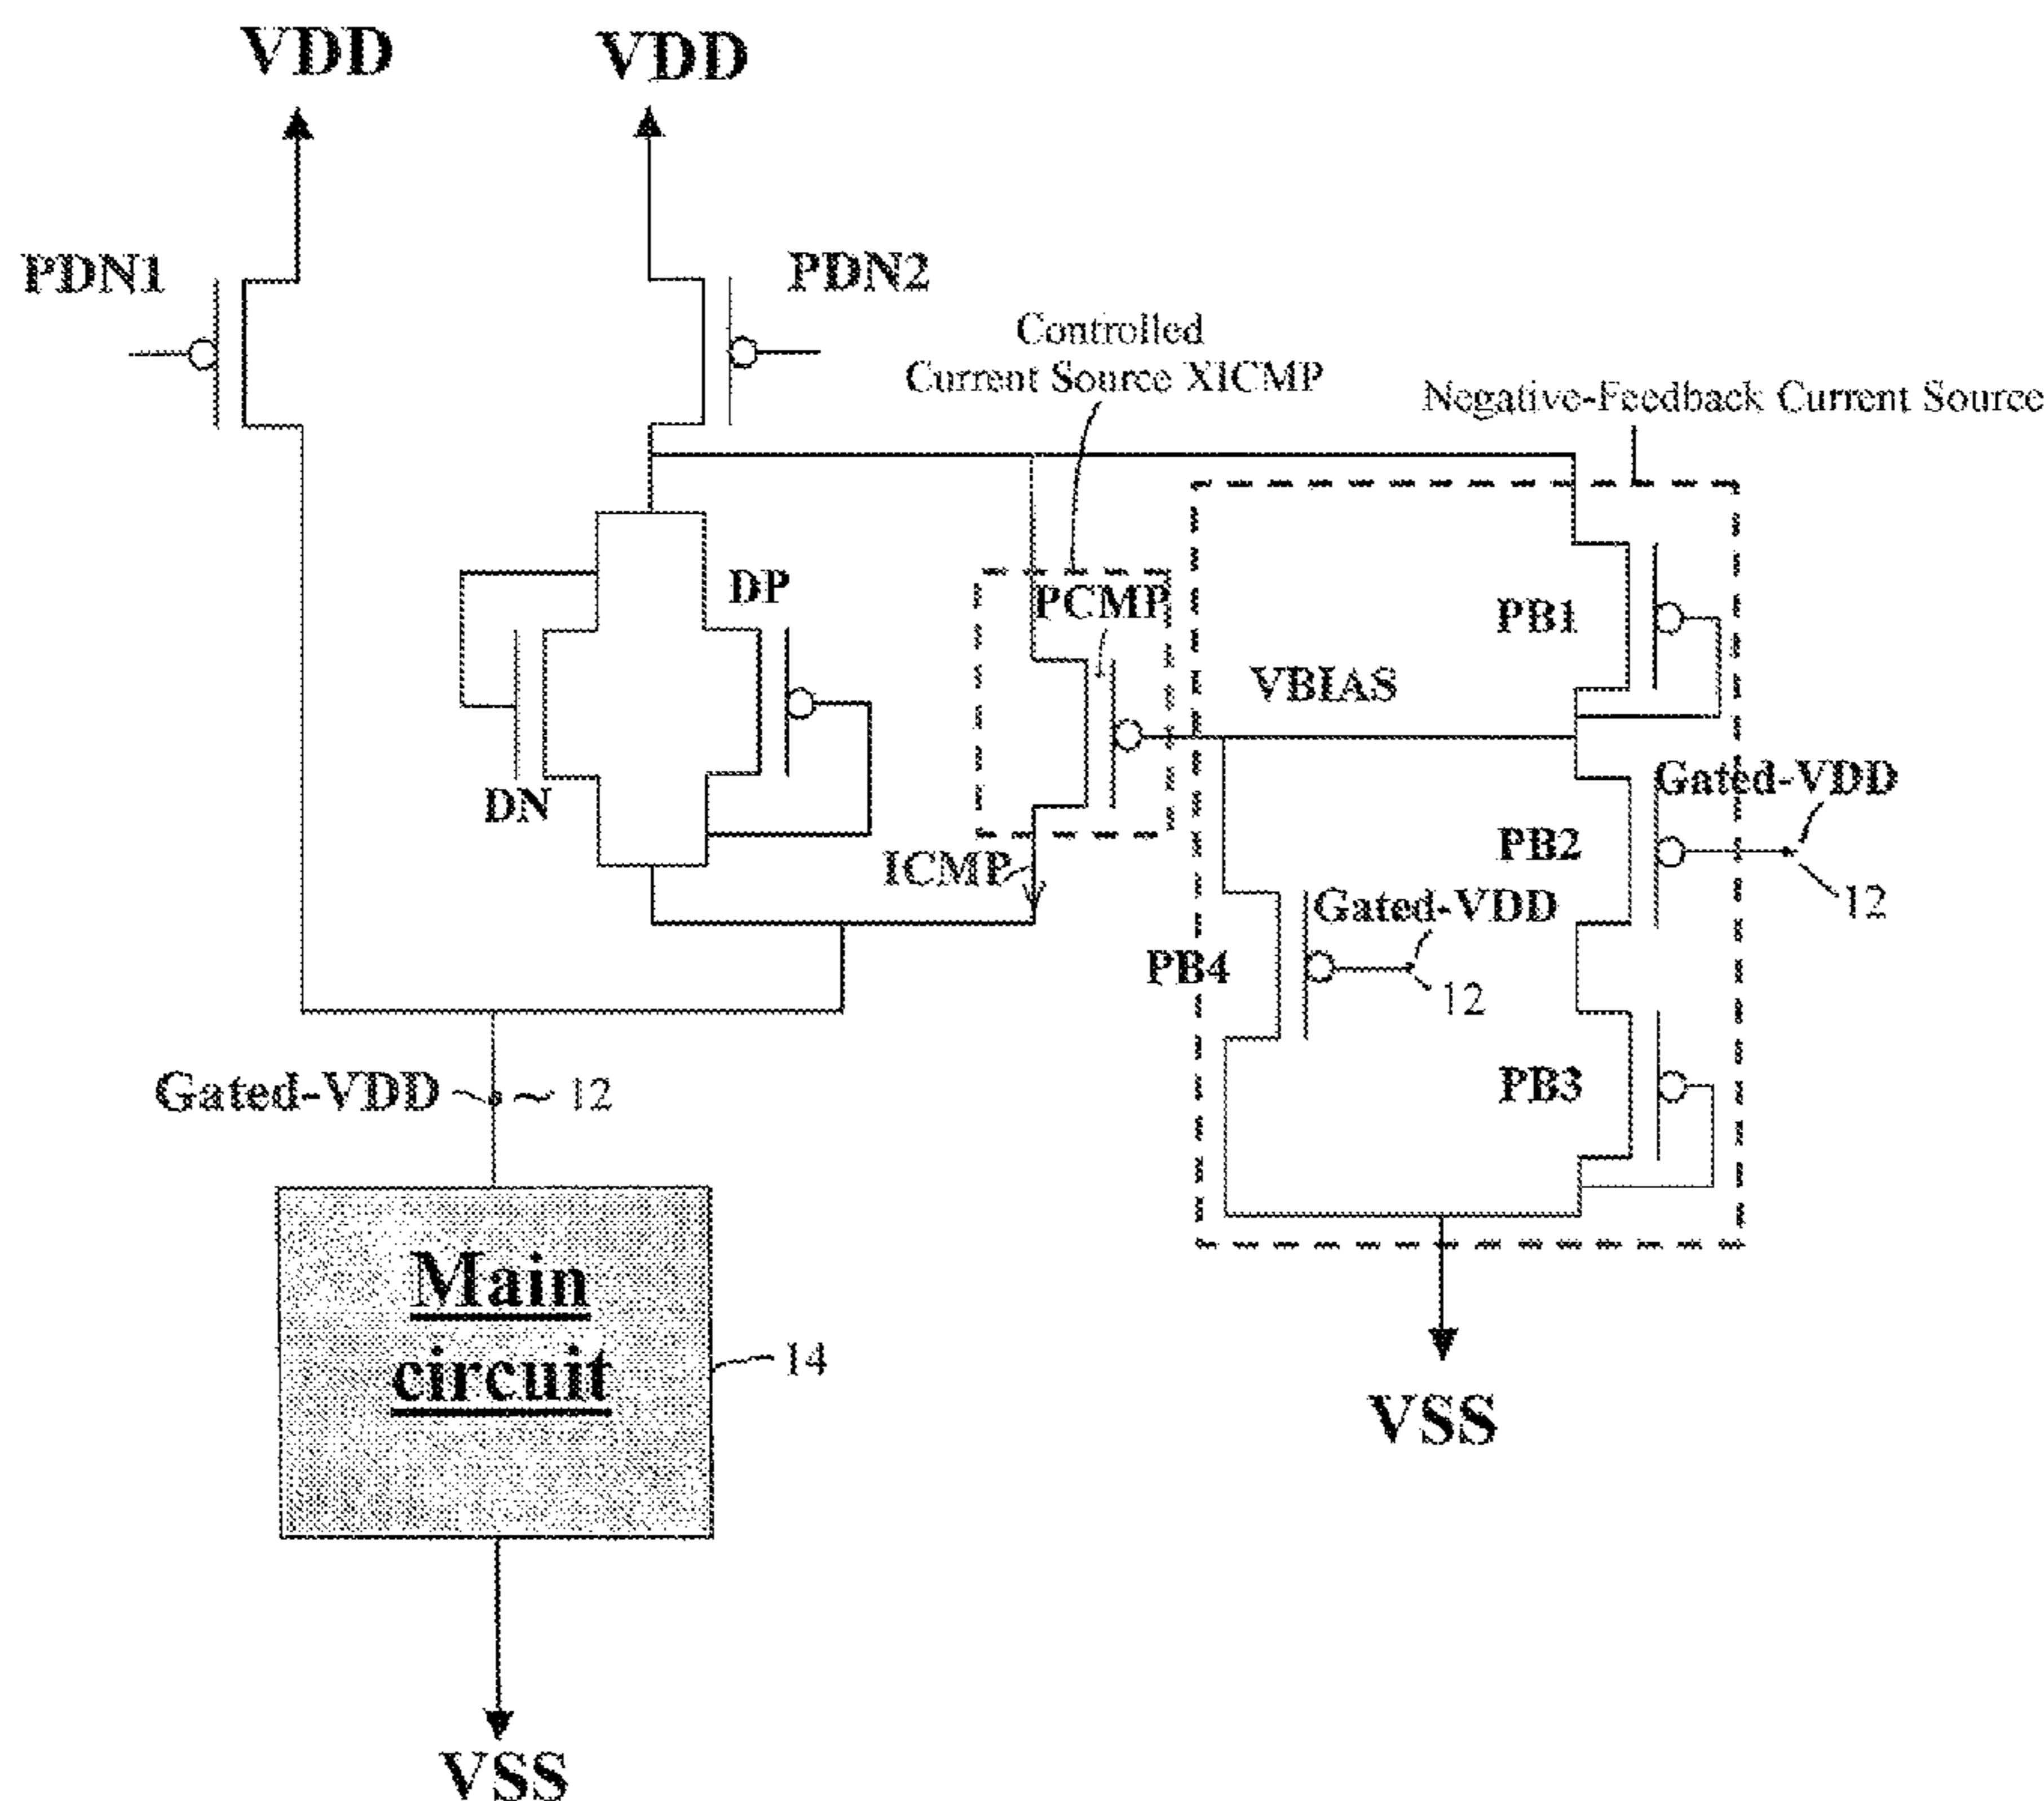 VDD
VDD
PDN1
PDN2
Controlled
Current Source XICMP
Negative-Feedback Current Source
DP
PCMP
PB1
VBIAS
DN
Gated-VDD
PB2
ICMP
12
Gated-VDD
PB4
12
PB3
Gated-VDD
12
Main
circuit
14
VSS
VSS